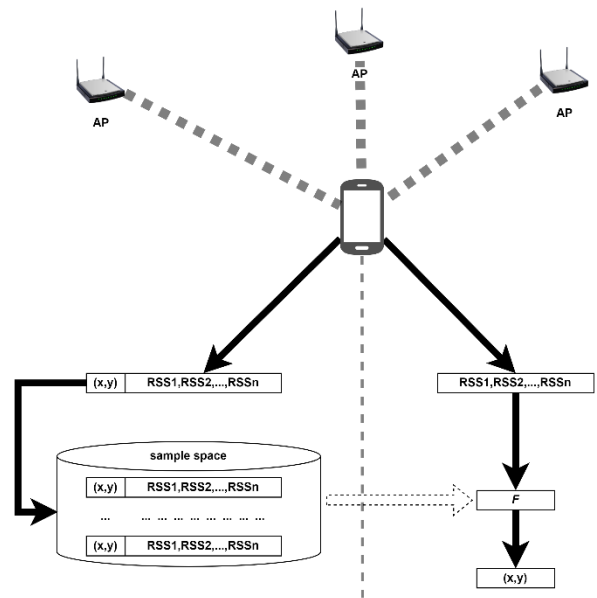 AP
AP
AP
(x,y) RSS1,RSS2,...,RSSn
RSS1,RSS2,...,RSSn
sample space
(x,y) RSS1,RSS2,...,RSSn
... ... ... ... ... ... ... ... ...
(x,y) RSS1,RSS2,...,RSSn
F
(x,y)